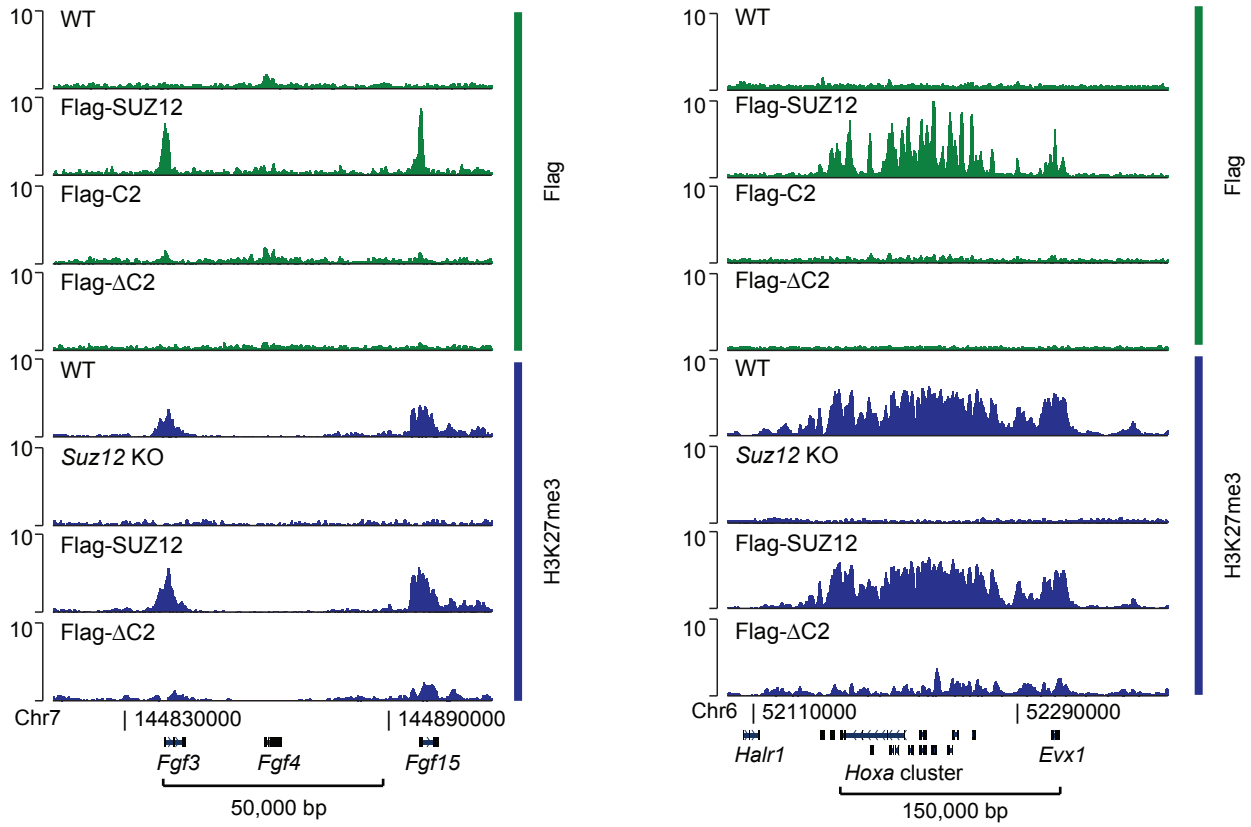 10
WT
10
Flag-SUZ12
10
Flag-C2
10
Flag-ΔC2
Flag
10
WT
10
Suz12 KO
10
Flag-SUZ12
10
Flag-ΔC2
H3K27me3
Chr7 | 144830000 | 144890000
Fgf3 Fgf4 Fgf15
50,000 bp
10
WT
10
Flag-SUZ12
10
Flag-C2
10
Flag-ΔC2
Flag
10
WT
10
Suz12 KO
10
Flag-SUZ12
10
Flag-ΔC2
H3K27me3
Chr6 | 52110000 | 52290000
Halr1 Hoxa cluster Evx1
150,000 bp